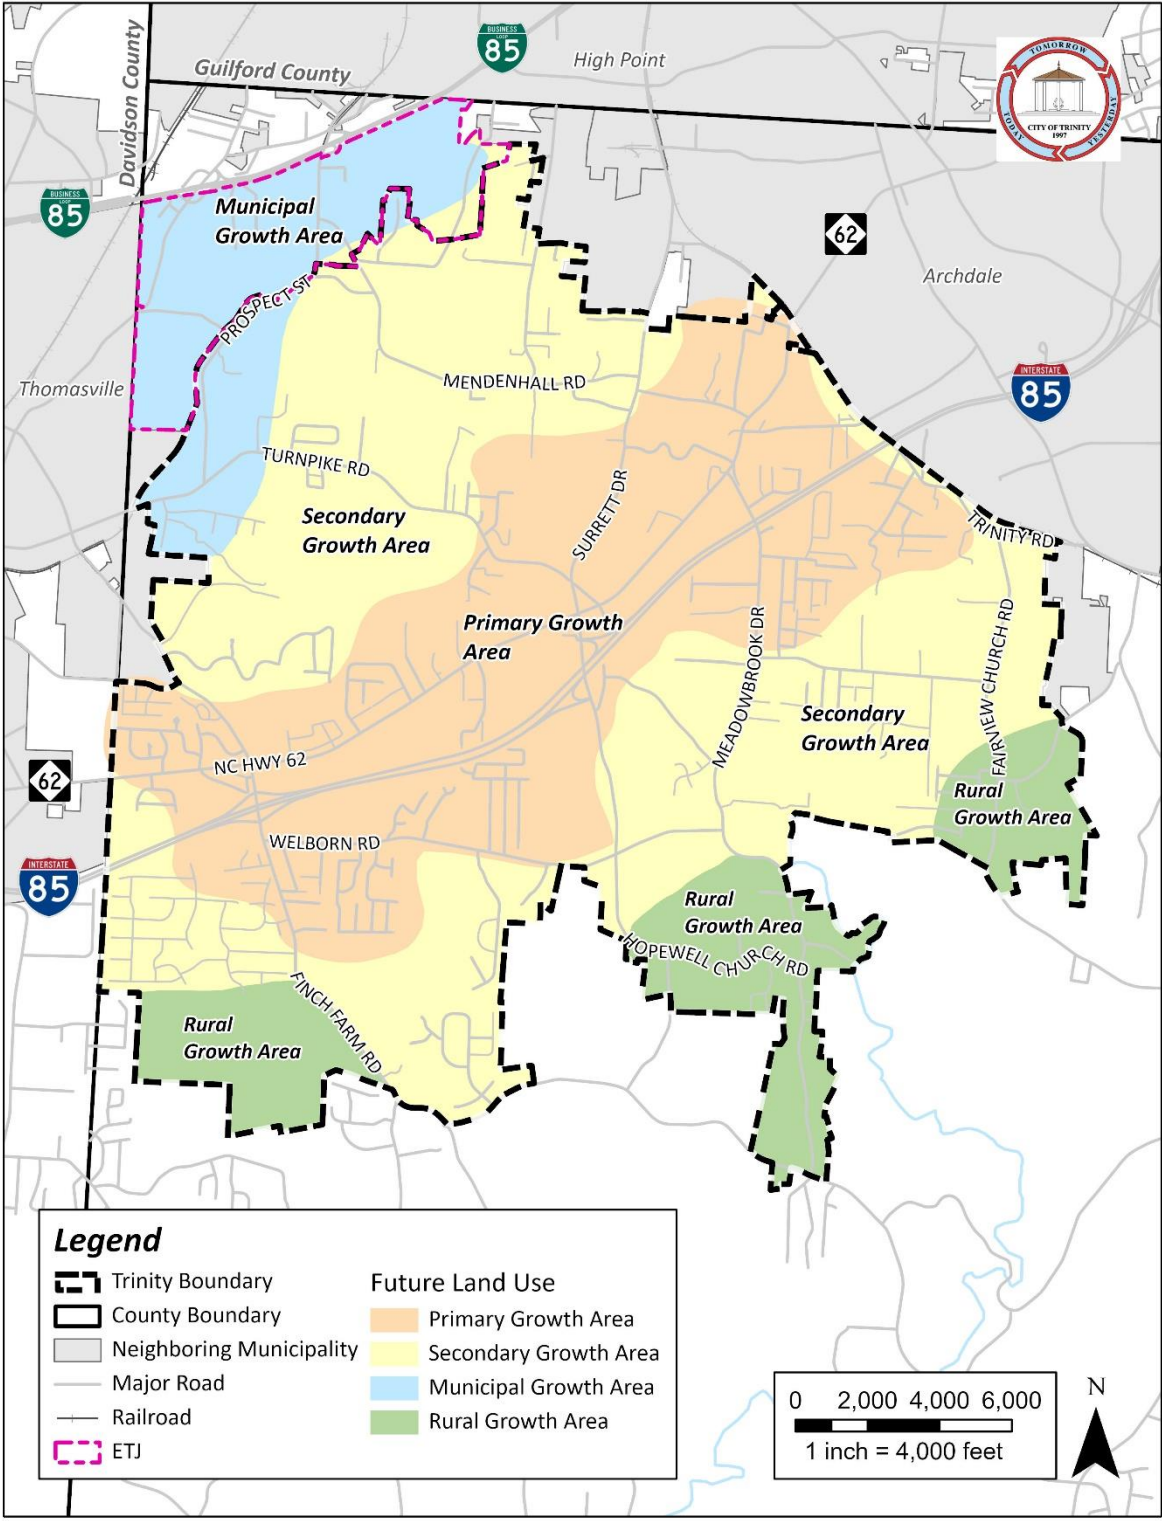 BUSINESS
LOOP
85
High Point
Guilford County
Davidson County
TOMORROW
TODAY
YESTERDAY
CITY OF TRINITY
1997
BUSINESS
LOOP
85
Municipal
Growth Area
62
Archdale
PROSPECT ST
INTERSTATE
85
Thomasville
MENDENHALL RD
TURNPIKE RD
SURRETT DR
Secondary
Growth Area
TRINITY RD
Primary Growth
Area
MEADOWBROOK DR
FAIRVIEW CHURCH RD
Secondary
Growth Area
NC HWY 62
62
Rural
Growth Area
WELBORN RD
INTERSTATE
85
Rural
Growth Area
HOPEWELL CHURCH RD
FINCH FARM RD
Rural
Growth Area
Legend
Trinity Boundary
County Boundary
Neighboring Municipality
Major Road
Railroad
ETJ
Future Land Use
Primary Growth Area
Secondary Growth Area
Municipal Growth Area
Rural Growth Area
0 2,000 4,000 6,000
1 inch = 4,000 feet
N